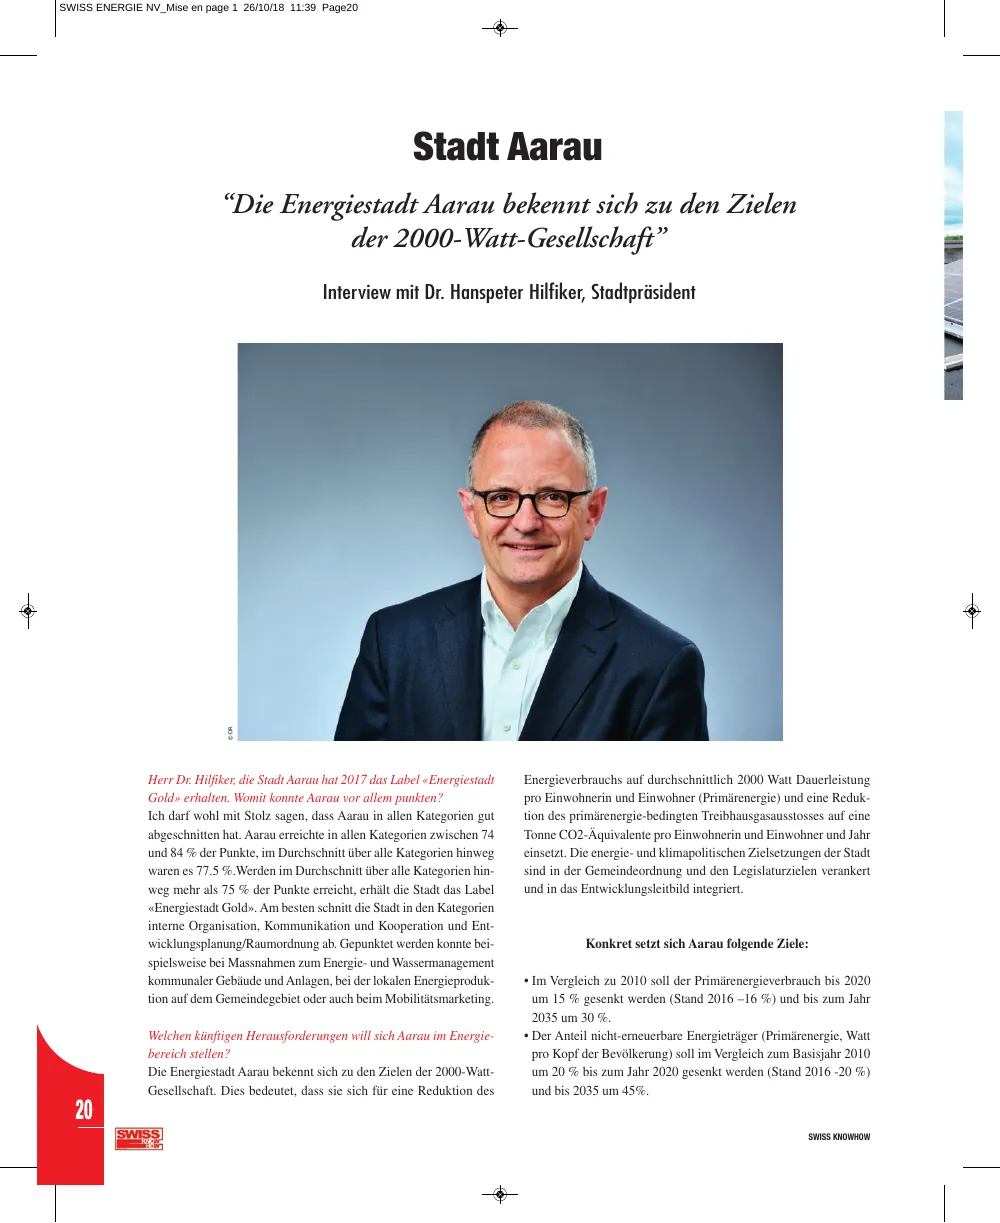 SWISS ENERGIE NV_Mise en page 1 26/10/18 11:39 Page20
Stadt Aarau
“Die Energiestadt Aarau bekennt sich zu den Zielen
der 2000-Watt-Gesellschaft”
Interview mit Dr. Hanspeter Hilfiker, Stadtpräsident
© DR
Herr Dr. Hilfiker, die Stadt Aarau hat 2017 das Label «Energiestadt
Gold» erhalten. Womit konnte Aarau vor allem punkten?
Ich darf wohl mit Stolz sagen, dass Aarau in allen Kategorien gut
abgeschnitten hat. Aarau erreichte in allen Kategorien zwischen 74
und 84 % der Punkte, im Durchschnitt über alle Kategorien hinweg
waren es 77.5 %.Werden im Durchschnitt über alle Kategorien hin-
weg mehr als 75 % der Punkte erreicht, erhält die Stadt das Label
«Energiestadt Gold». Am besten schnitt die Stadt in den Kategorien
interne Organisation, Kommunikation und Kooperation und Ent-
wicklungsplanung/Raumordnung ab. Gepunktet werden konnte bei-
spielsweise bei Massnahmen zum Energie- und Wassermanagement
kommunaler Gebäude und Anlagen, bei der lokalen Energieproduk-
tion auf dem Gemeindegebiet oder auch beim Mobilitätsmarketing.
Welchen künftigen Herausforderungen will sich Aarau im Energie-
bereich stellen?
Die Energiestadt Aarau bekennt sich zu den Zielen der 2000-Watt-
Gesellschaft. Dies bedeutet, dass sie sich für eine Reduktion des
Energieverbrauchs auf durchschnittlich 2000 Watt Dauerleistung
pro Einwohnerin und Einwohner (Primärenergie) und eine Reduk-
tion des primärenergie-bedingten Treibhausgasausstosses auf eine
Tonne CO2-Äquivalente pro Einwohnerin und Einwohner und Jahr
einsetzt. Die energie- und klimapolitischen Zielsetzungen der Stadt
sind in der Gemeindeordnung und den Legislaturzielen verankert
und in das Entwicklungsleitbild integriert.
Konkret setzt sich Aarau folgende Ziele:
• Im Vergleich zu 2010 soll der Primärenergieverbrauch bis 2020
um 15 % gesenkt werden (Stand 2016 –16 %) und bis zum Jahr
2035 um 30 %.
• Der Anteil nicht-erneuerbare Energieträger (Primärenergie, Watt
pro Kopf der Bevölkerung) soll im Vergleich zum Basisjahr 2010
um 20 % bis zum Jahr 2020 gesenkt werden (Stand 2016 -20 %)
und bis 2035 um 45%.
20
SWISS
know
how
SWISS KNOWHOW